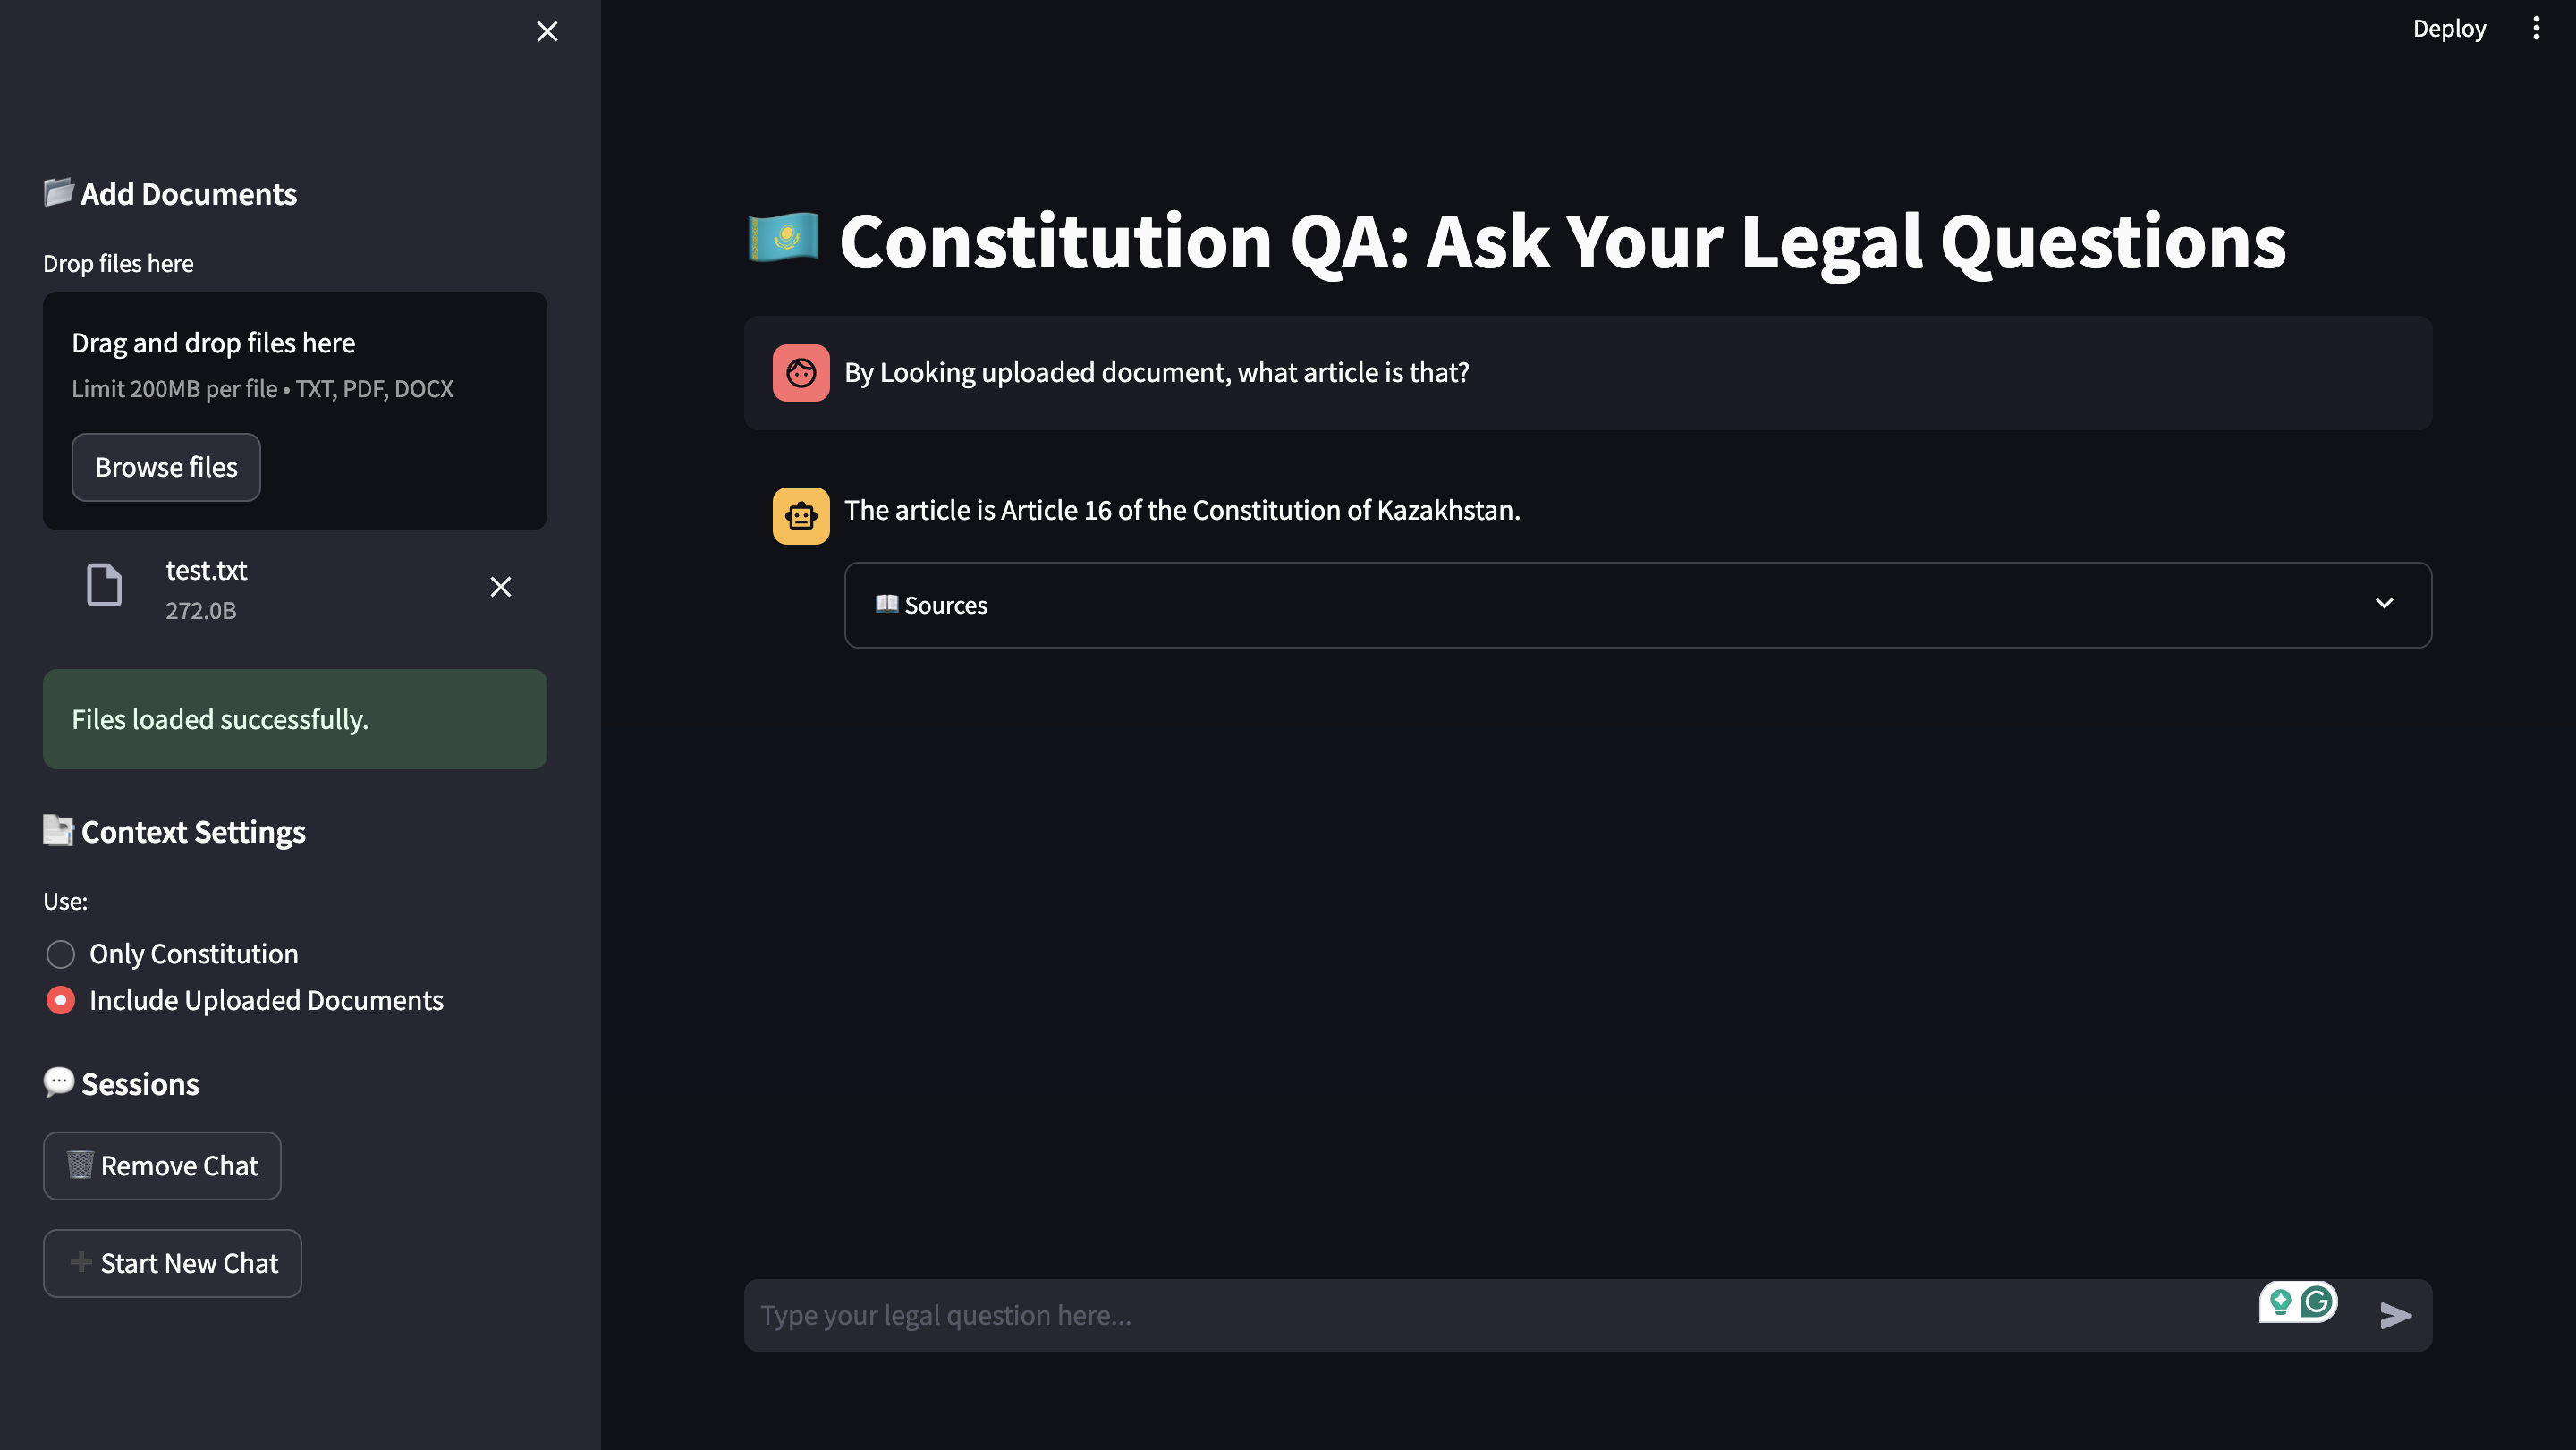 Deploy
Add Documents
Drop files here
Drag and drop files here
Limit 200MB per file • TXT, PDF, DOCX
Browse files
test.txt
272.0B
Files loaded successfully.
Context Settings
Use:
Only Constitution
Include Uploaded Documents
Sessions
Remove Chat
Start New Chat
Constitution QA: Ask Your Legal Questions
By Looking uploaded document, what article is that?
The article is Article 16 of the Constitution of Kazakhstan.
Sources
Type your legal question here...